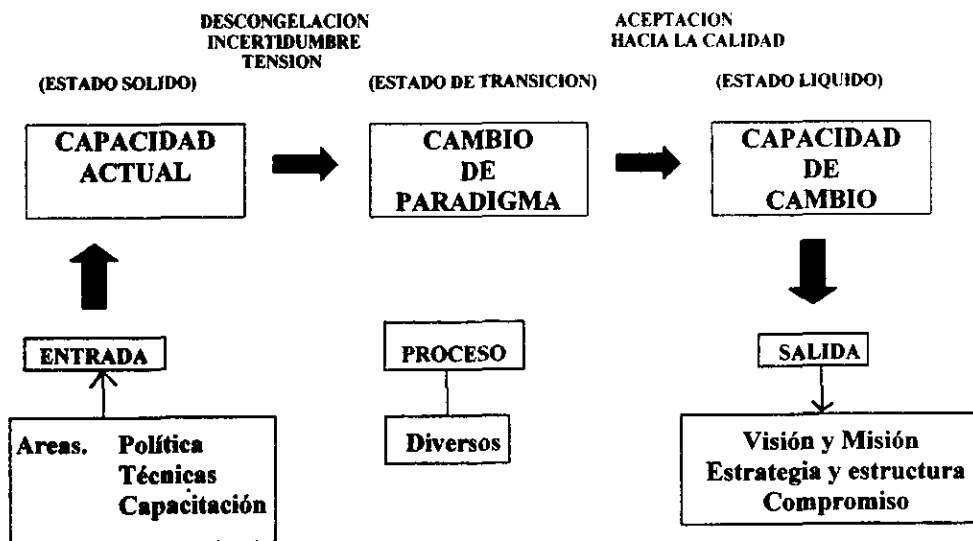 DESCONGELACION
INCERTIDUMBRE
TENSION
ACEPTACION
HACIA LA CALIDAD
(ESTADO SOLIDO)
(ESTADO DE TRANSICION)
(ESTADO LIQUIDO)
CAPACIDAD
ACTUAL
CAMBIO
DE
PARADIGMA
CAPACIDAD
DE
CAMBIO
ENTRADA
PROCESO
SALIDA
Areas. Política
Técnicas
Capacitación
Diversos
Visión y Misión
Estrategia y estructura
Compromiso